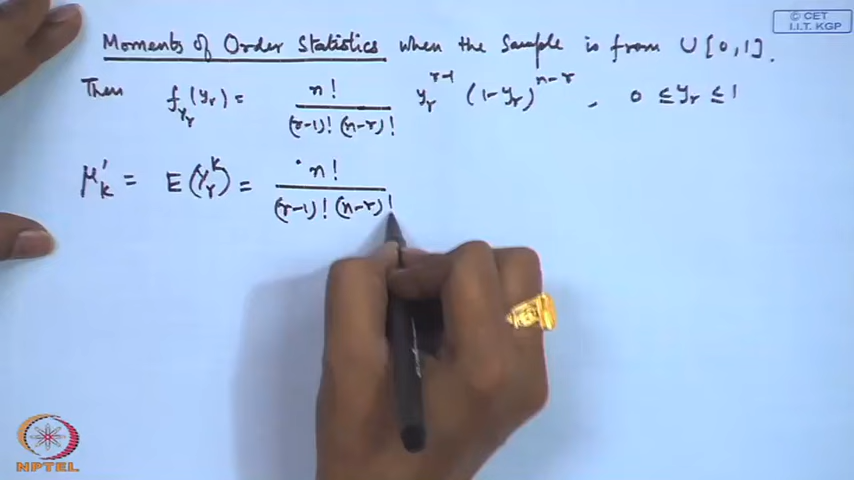 © CET
I.I.T. KGP
Moments of Order Statistics when the sample is from U[0,1].
Then f_{Y_r}(y_r) = n! / (r-1)! (n-r)! y_r^{r-1} (1-y_r)^{n-r}, 0 ≤ y_r ≤ 1
μ'_k = E(Y_r^k) = n! / (r-1)! (n-r)!
NPTEL